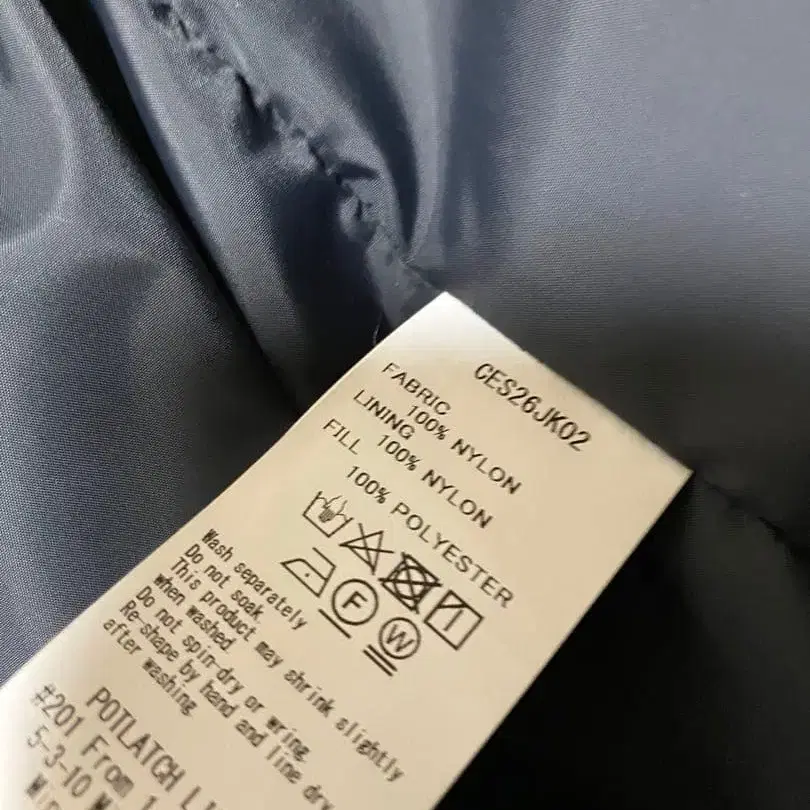 CES26JK02
FABRIC
100% NYLON
LINING
100% NYLON
FILL
100% POLYESTER
F
W
Wash separately
Do not soak.
This product may shrink slightly
when washed.
Do not spin-dry or wring.
Re-shape by hand and line dry
after washing.
POTLATCH
#201 From
5-3-10